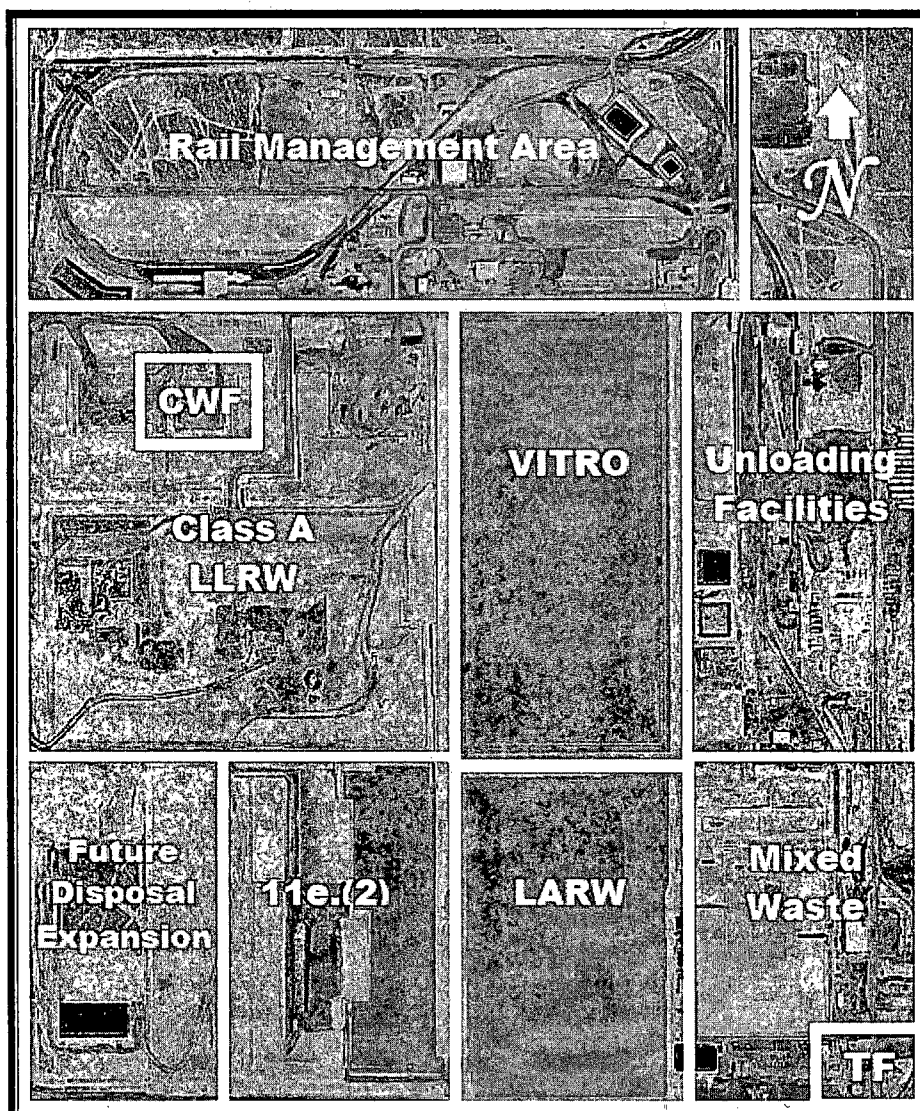 Rail Management Area
N
CWF
Class A
LLRW
VITRO
Unloading
Facilities
Future
Disposal
Expansion
11e.(2)
LARW
Mixed
Waste
TF